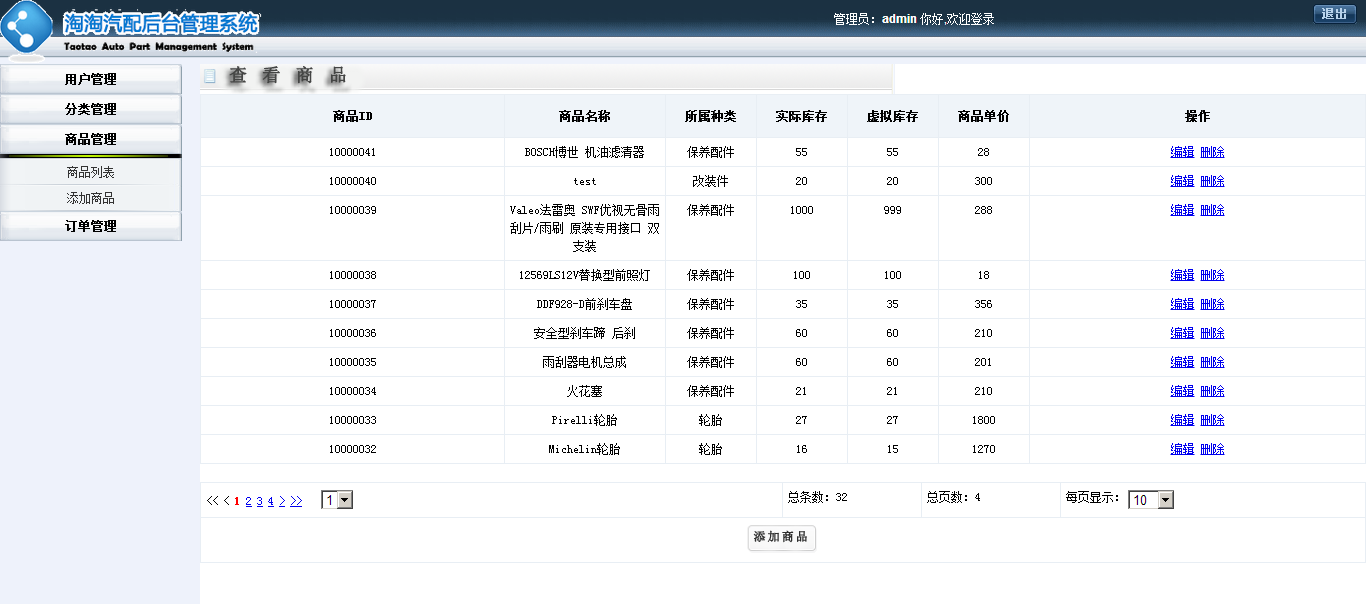 淘淘汽配后台管理系统
Taotao Auto Part Management System
管理员：admin 你好,欢迎登录
退出
用户管理
分类管理
商品管理
商品列表
添加商品
订单管理
查 看 商 品
商品ID 商品名称 所属种类 实际库存 虚拟库存 商品单价 操作
10000041 BOSCH博世 机油滤清器 保养配件 55 55 28 编辑 删除
10000040 test 改装件 20 20 300 编辑 删除
10000039 Valeo法雷奥 SWF优视无骨雨 保养配件 1000 999 288 编辑 删除
刮片/雨刷 原装专用接口 双
支装
10000038 12569LS12V替换型前照灯 保养配件 100 100 18 编辑 删除
10000037 DDF928-D前刹车盘 保养配件 35 35 356 编辑 删除
10000036 安全型刹车蹄 后刹 保养配件 60 60 210 编辑 删除
10000035 雨刮器电机总成 保养配件 60 60 201 编辑 删除
10000034 火花塞 保养配件 21 21 210 编辑 删除
10000033 Pirelli轮胎 轮胎 27 27 1800 编辑 删除
10000032 Michelin轮胎 轮胎 16 15 1270 编辑 删除
<< < 1 2 3 4 > >> 1 总条数：32 总页数：4 每页显示：10
添加商品